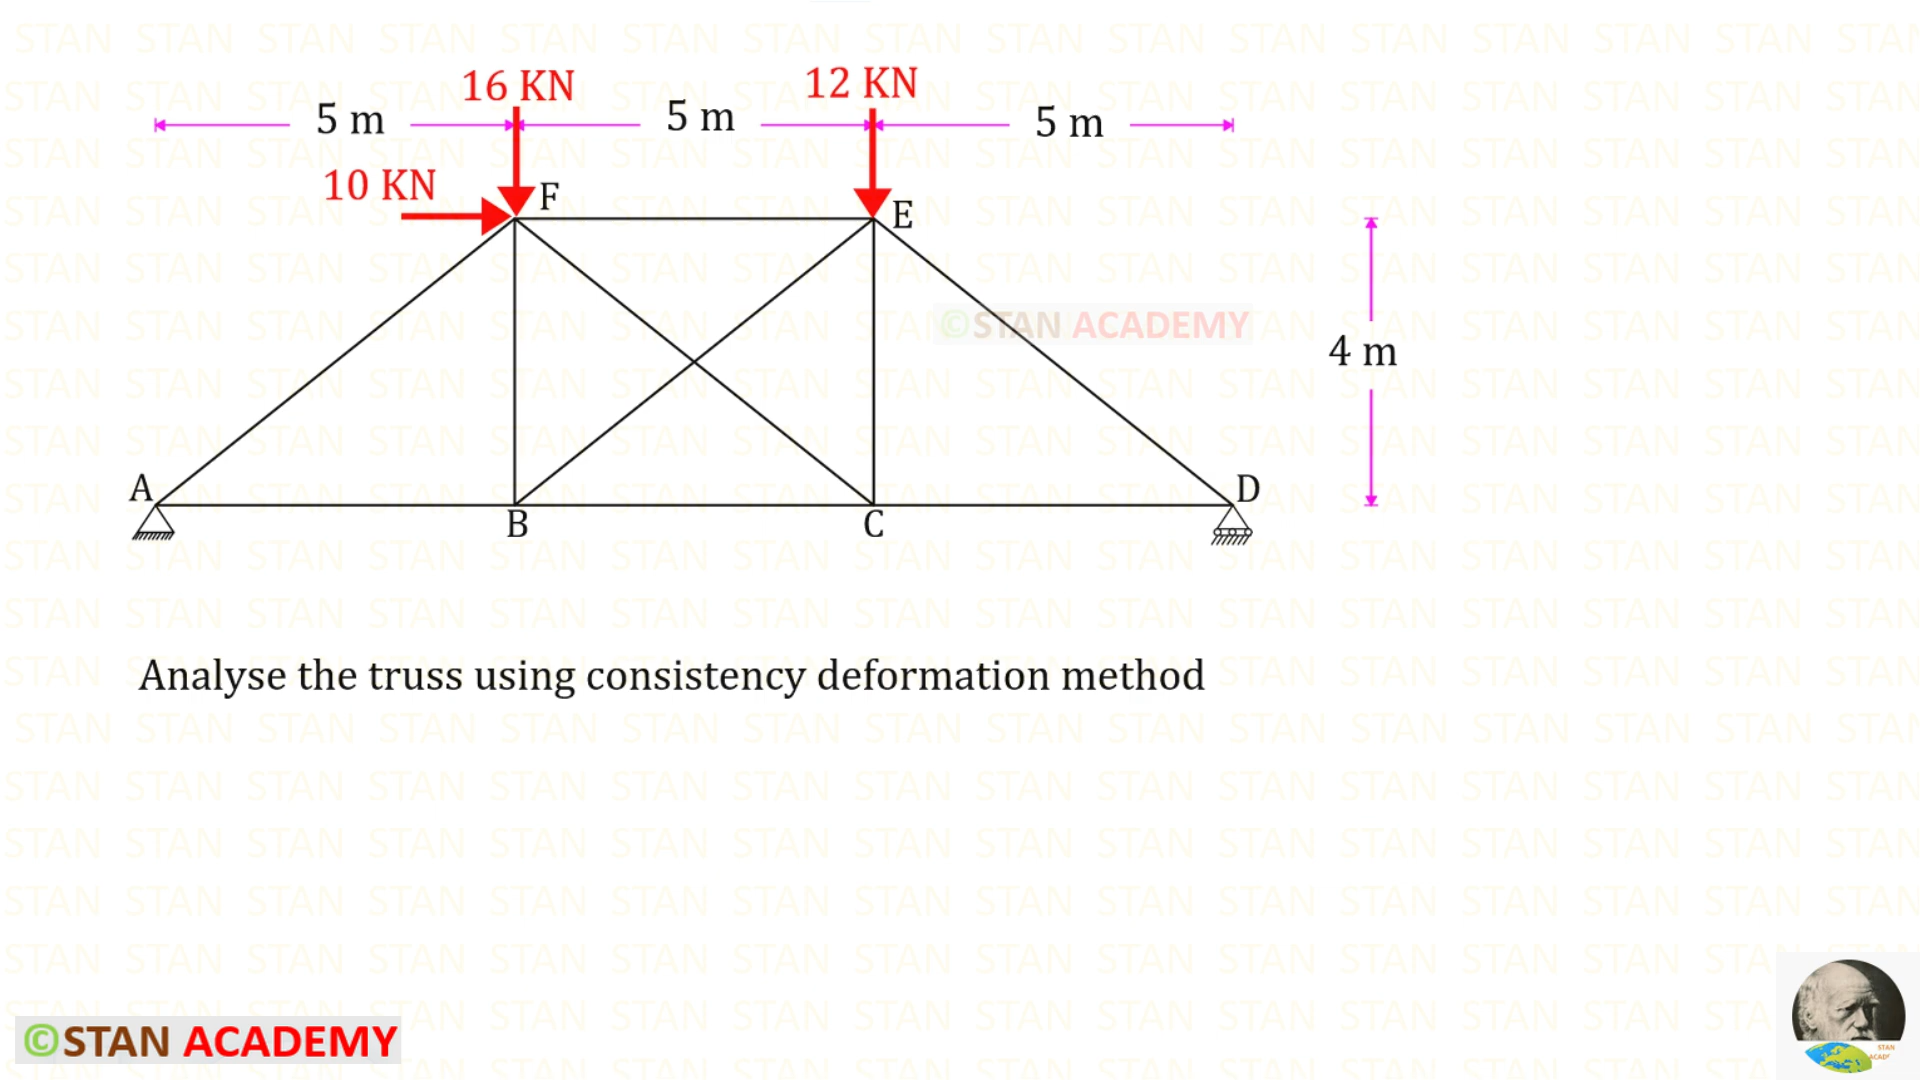 16 KN
12 KN
5 m
5 m
5 m
10 KN
F
E
©STAN ACADEMY
4 m
A
D
B
C
Analyse the truss using consistency deformation method
©STAN ACADEMY
STAN